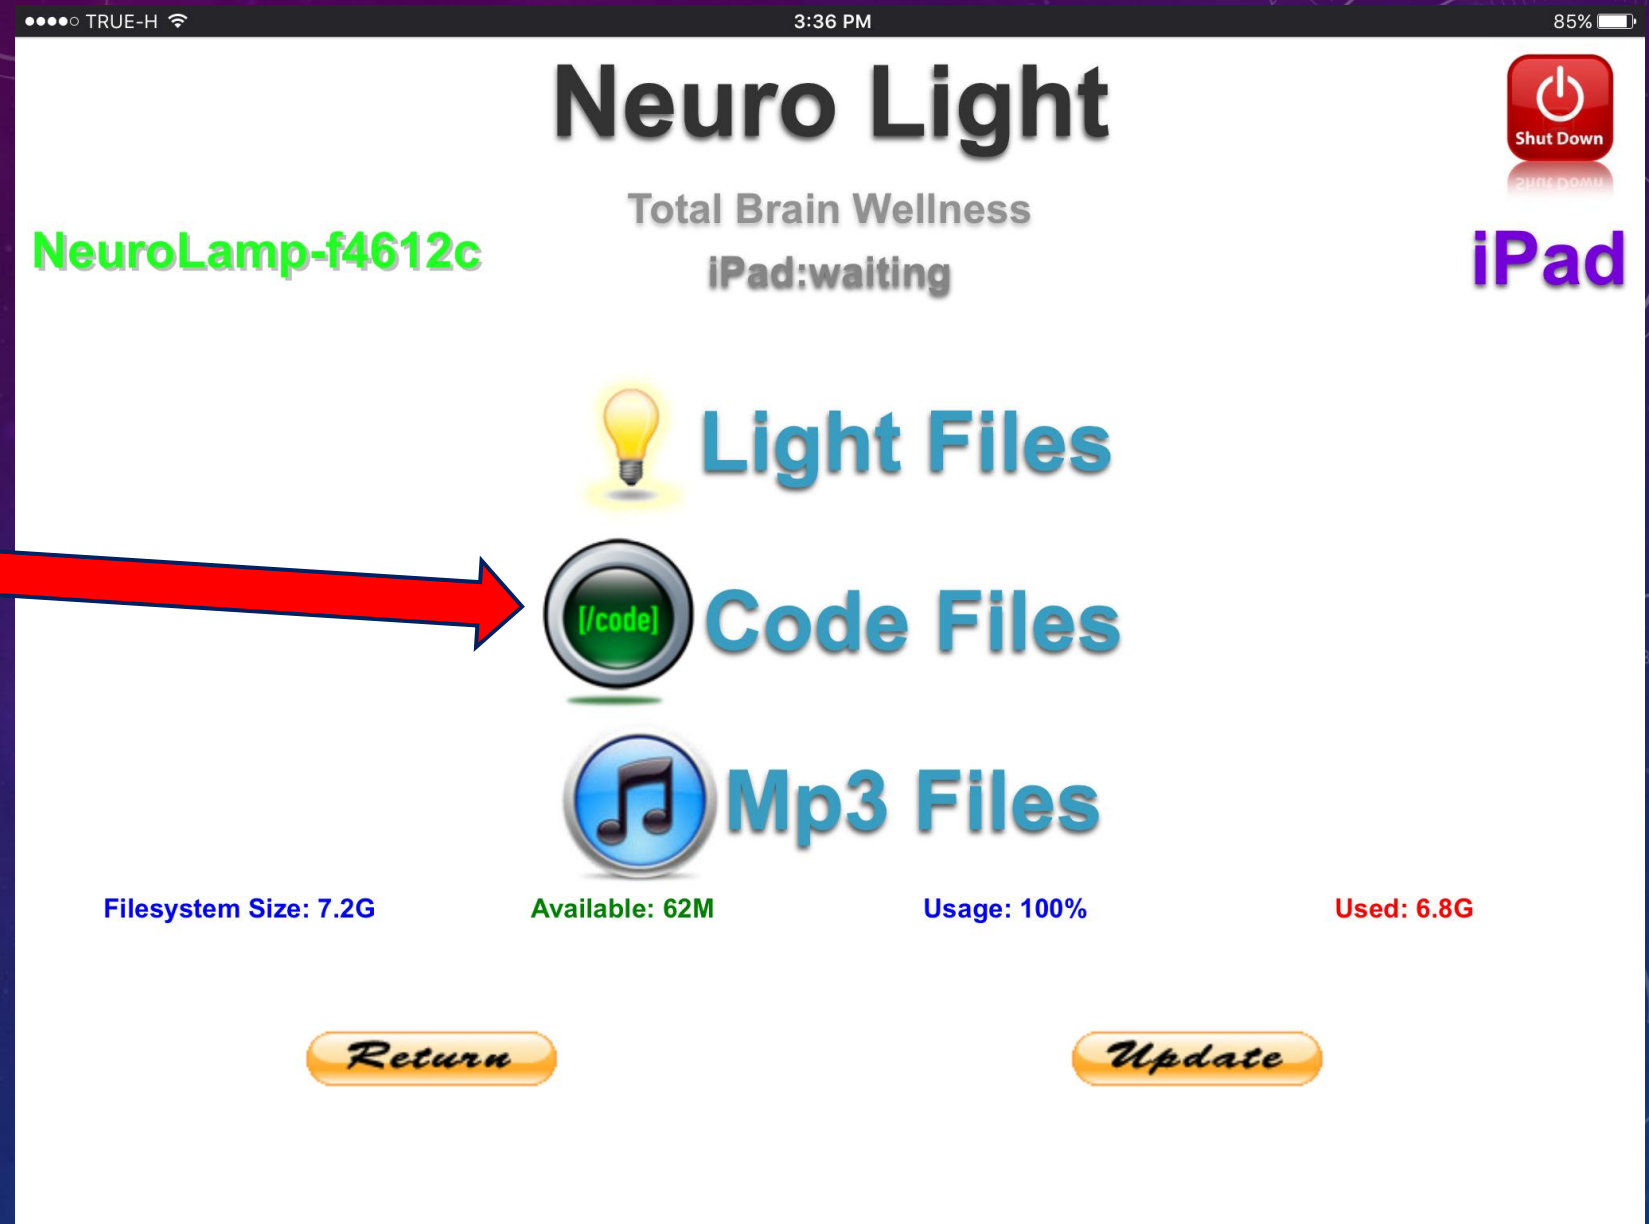 TRUE-H
3:36 PM
85%
Neuro Light
Shut Down
Total Brain Wellness
NeuroLamp-f4612c
iPad:waiting
iPad
Light Files
[/code]
Code Files
Mp3 Files
Filesystem Size: 7.2G
Available: 62M
Usage: 100%
Used: 6.8G
Return
Update